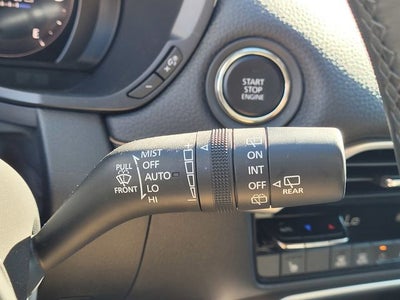 START
STOP
ENGINE
MIST
OFF
AUTO
LO
HI
PULL
FRONT
ON
INT
OFF
REAR
E